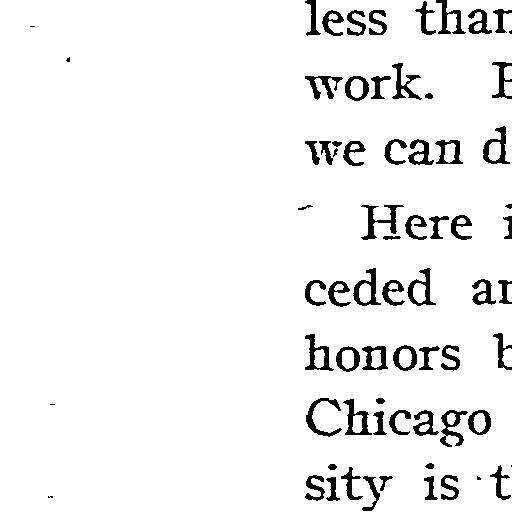 less than
work.
we can d
Here i
ceded an
honors b
Chicago
sity is t